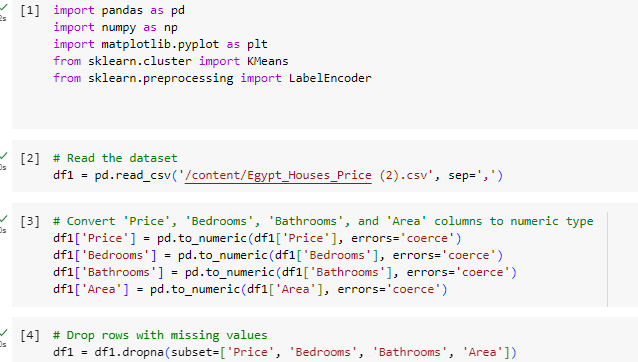 [1] import pandas as pd
import numpy as np
import matplotlib.pyplot as plt
from sklearn.cluster import KMeans
from sklearn.preprocessing import LabelEncoder
[2] # Read the dataset
df1 = pd.read_csv('/content/Egypt_Houses_Price (2).csv', sep=',')
[3] # Convert 'Price', 'Bedrooms', 'Bathrooms', and 'Area' columns to numeric type
df1['Price'] = pd.to_numeric(df1['Price'], errors='coerce')
df1['Bedrooms'] = pd.to_numeric(df1['Bedrooms'], errors='coerce')
df1['Bathrooms'] = pd.to_numeric(df1['Bathrooms'], errors='coerce')
df1['Area'] = pd.to_numeric(df1['Area'], errors='coerce')
[4] # Drop rows with missing values
df1 = df1.dropna(subset=['Price', 'Bedrooms', 'Bathrooms', 'Area'])